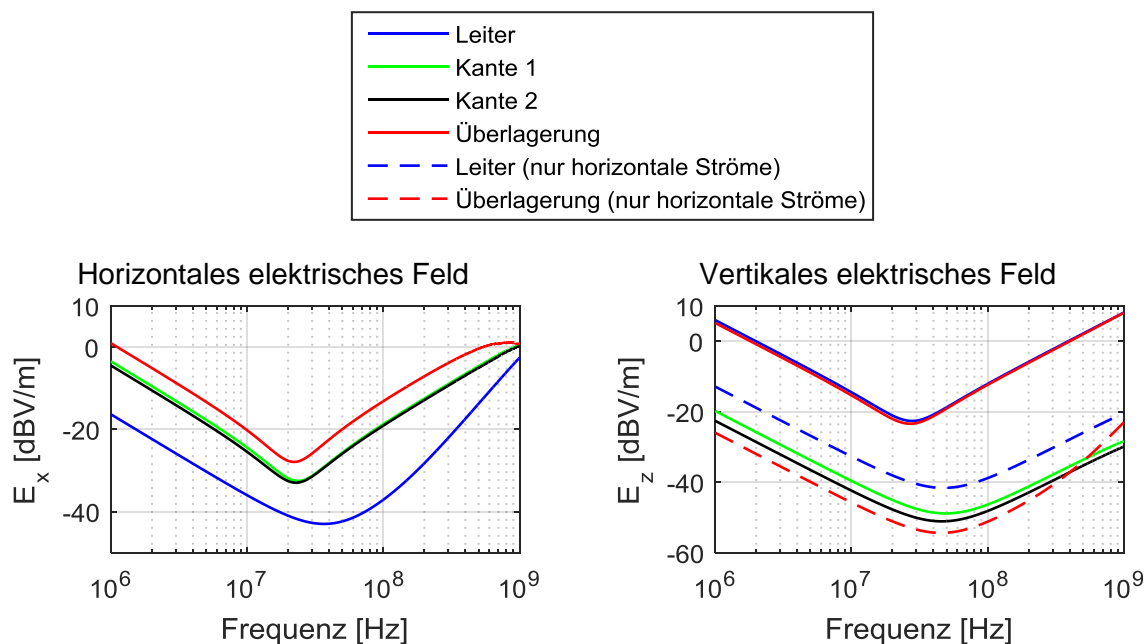 Leiter
Kante 1
Kante 2
Überlagerung
Leiter (nur horizontale Ströme)
Überlagerung (nur horizontale Ströme)
Horizontales elektrisches Feld
10
0
-20
-40
E_x [dBV/m]
10^6 10^7 10^8 10^9
Frequenz [Hz]
Vertikales elektrisches Feld
10
0
-20
-40
-60
E_z [dBV/m]
10^6 10^7 10^8 10^9
Frequenz [Hz]